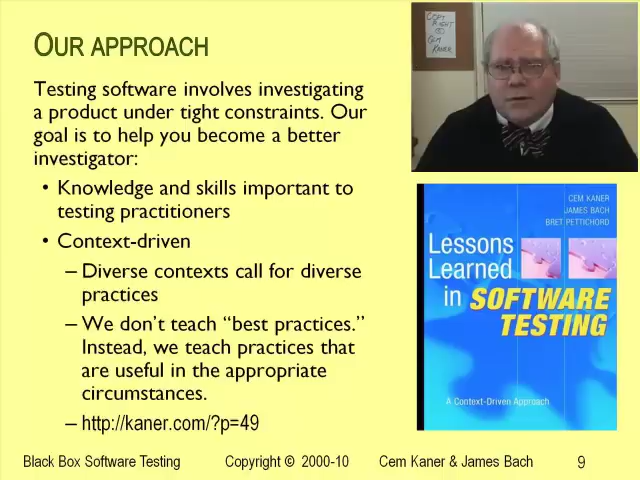 OUR APPROACH
Testing software involves investigating
a product under tight constraints. Our
goal is to help you become a better
investigator:
• Knowledge and skills important to
testing practitioners
• Context-driven
– Diverse contexts call for diverse
practices
– We don't teach “best practices.”
Instead, we teach practices that
are useful in the appropriate
circumstances.
– http://kaner.com/?p=49
COPY
RIGHT
CEM
KANER
CEM KANER
JAMES BACH
BRET PETTICHORD
Lessons
Learned
in SOFTWARE
TESTING
A Context-Driven Approach
Black Box Software Testing Copyright © 2000-10 Cem Kaner & James Bach 9